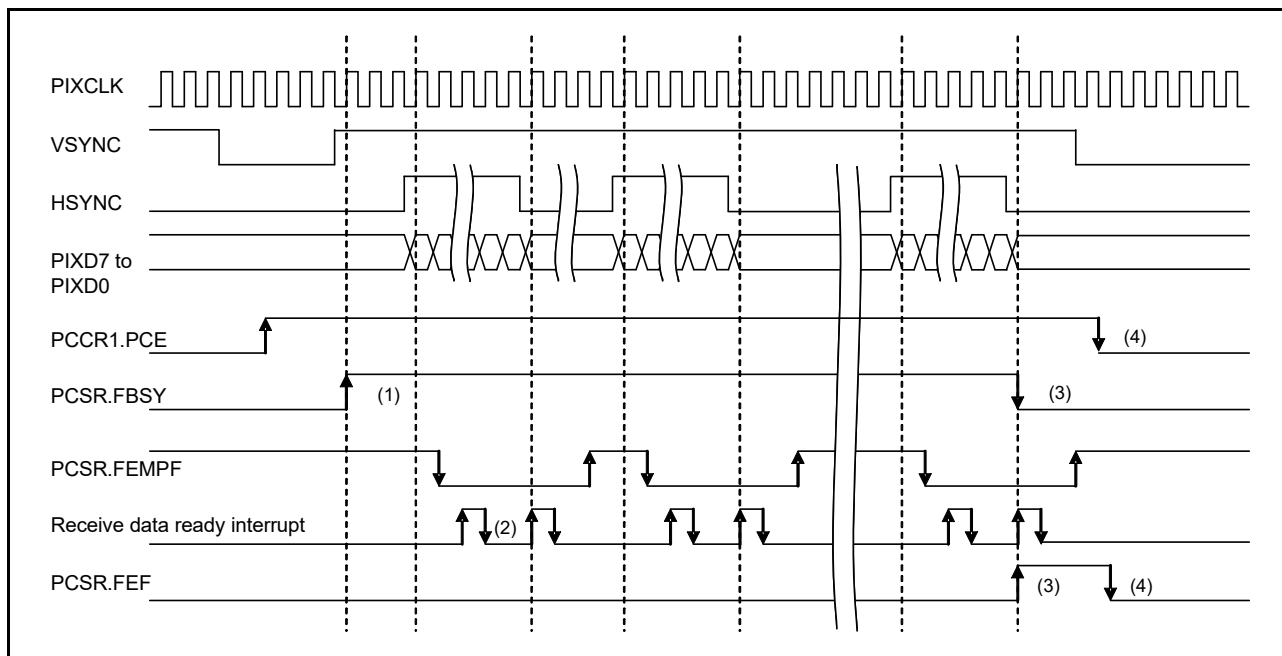 PIXCLK
VSYNC
HSYNC
PIXD7 to
PIXD0
PCCR1.PCE
(4)
PCSR.FBSY
(1)
(3)
PCSR.FEMPF
Receive data ready interrupt
(2)
PCSR.FEF
(3)
(4)